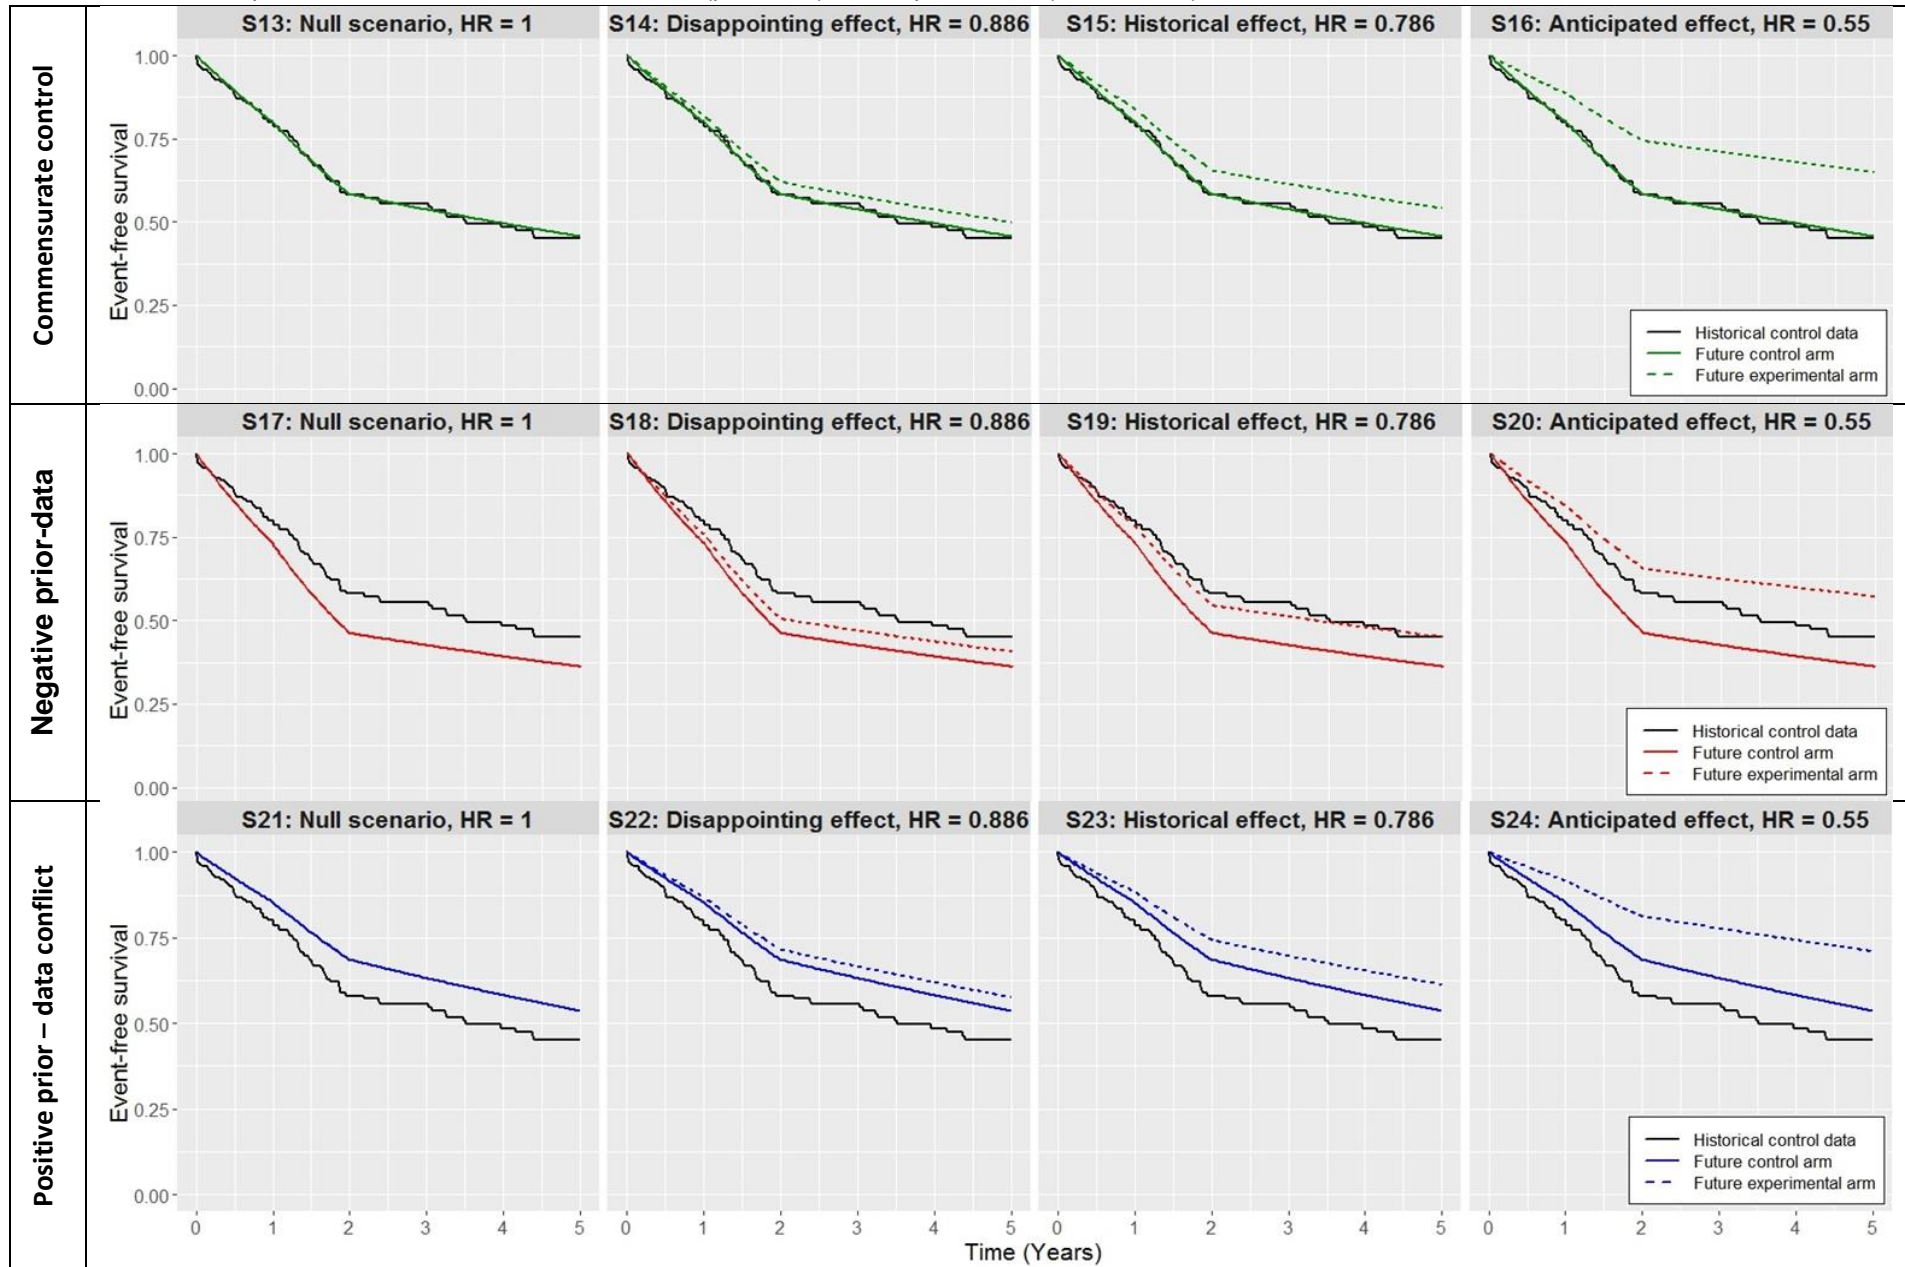 Commensurate control
S13: Null scenario, HR = 1
S14: Disappointing effect, HR = 0.886
S15: Historical effect, HR = 0.786
S16: Anticipated effect, HR = 0.55
Event-free survival
1.00
0.75
0.50
0.25
0.00
Historical control data
Future control arm
Future experimental arm
Negative prior-data
S17: Null scenario, HR = 1
S18: Disappointing effect, HR = 0.886
S19: Historical effect, HR = 0.786
S20: Anticipated effect, HR = 0.55
Event-free survival
1.00
0.75
0.50
0.25
0.00
Historical control data
Future control arm
Future experimental arm
Positive prior – data conflict
S21: Null scenario, HR = 1
S22: Disappointing effect, HR = 0.886
S23: Historical effect, HR = 0.786
S24: Anticipated effect, HR = 0.55
Event-free survival
1.00
0.75
0.50
0.25
0.00
Historical control data
Future control arm
Future experimental arm
0 1 2 3 4 5
0 1 2 3 4 5
0 1 2 3 4 5
0 1 2 3 4 5
Time (Years)